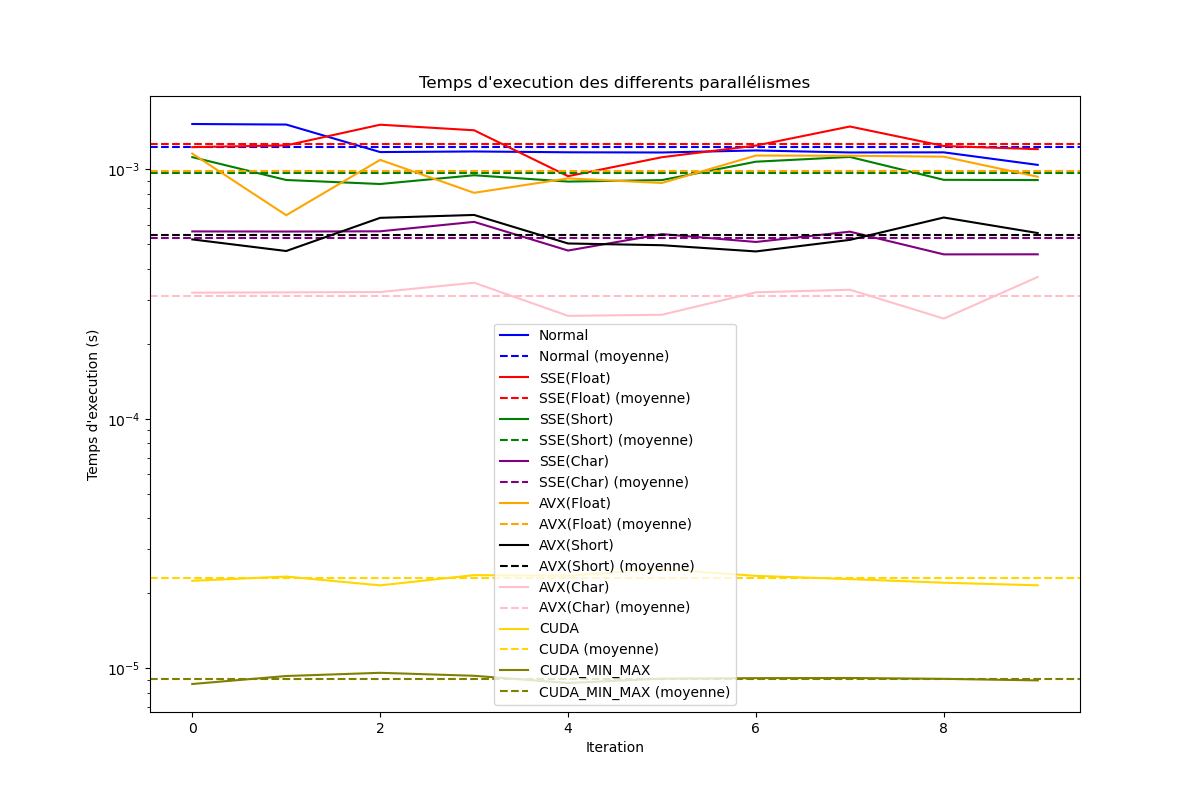 Temps d'execution des differents parallélismes
Temps d'execution (s)
10⁻³
10⁻⁴
10⁻⁵
Normal
Normal (moyenne)
SSE(Float)
SSE(Float) (moyenne)
SSE(Short)
SSE(Short) (moyenne)
SSE(Char)
SSE(Char) (moyenne)
AVX(Float)
AVX(Float) (moyenne)
AVX(Short)
AVX(Short) (moyenne)
AVX(Char)
AVX(Char) (moyenne)
CUDA
CUDA (moyenne)
CUDA_MIN_MAX
CUDA_MIN_MAX (moyenne)
0 2 4 6 8
Iteration